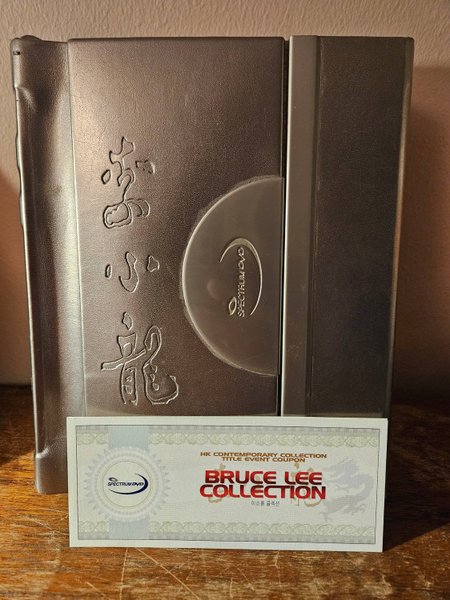 李小龍
SPECTRUM DVD
HK CONTEMPORARY COLLECTION
TITLE EVENT COUPON
SPECTRUM DVD
BRUCE LEE
COLLECTION
이소룡 콜렉션